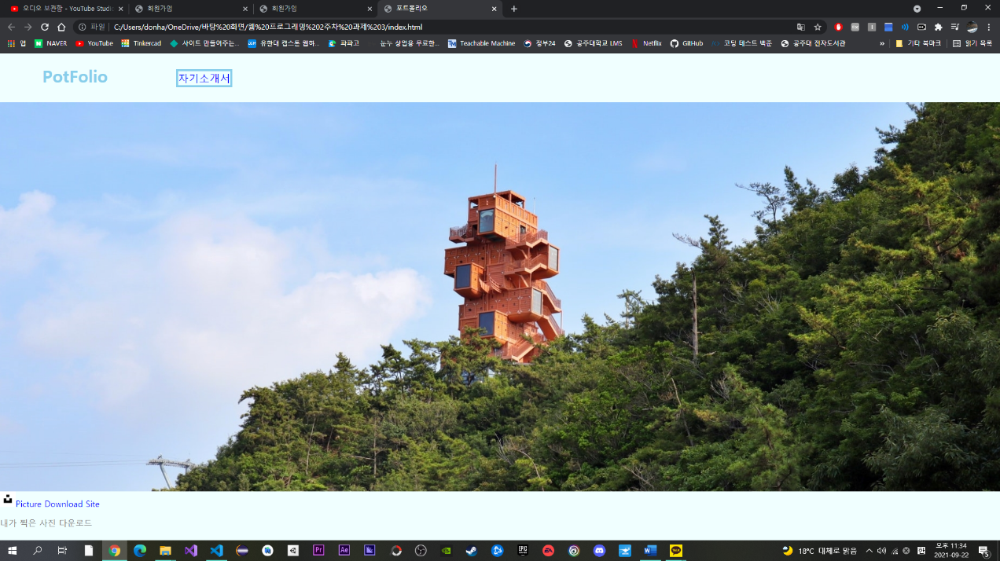 오디오 보관함 - YouTube Studio
회원가입
회원가입
포트폴리오
파일 C:/Users/donha/OneDrive/바탕%20화면/웹%20프로그래밍%202주차%20과제%203/index.html
앱 NAVER YouTube Tinkercad 사이트 만들어주는... 유한대 캡스톤 웹하... 파파고 눈누 상업용 무료한... Teachable Machine 정부24 공주대학교 LMS Netflix GitHub 코딩 테스트 백준 공주대 전자도서관 » 기타 북마크 읽기 목록
PotFolio 자기소개서
Picture Download Site
내가 찍은 사진 다운로드
18°C 대체로 맑음 오후 11:34
2021-09-22